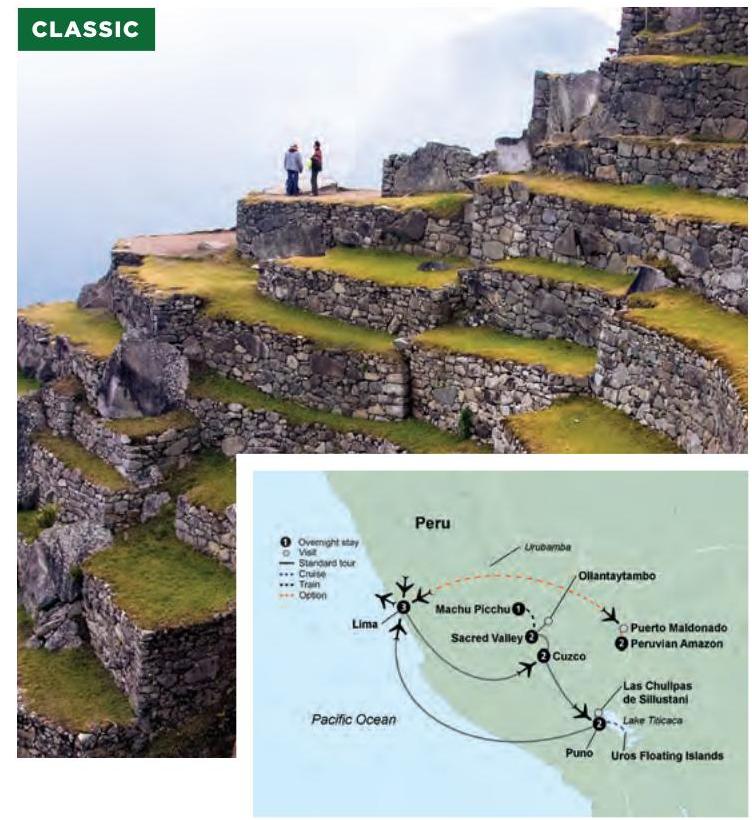 CLASSIC
Peru
1 Overnight stay
Visit
Standard tour
Cruise
Train
Option
Urubamba
Ollantaytambo
Machu Picchu 1
3
Lima
Sacred Valley 2
Puerto Maldonado
2 Peruvian Amazon
2 Cuzco
Las Chullpas
de Sillustani
Pacific Ocean
2
Lake Titicaca
Puno
Uros Floating Islands